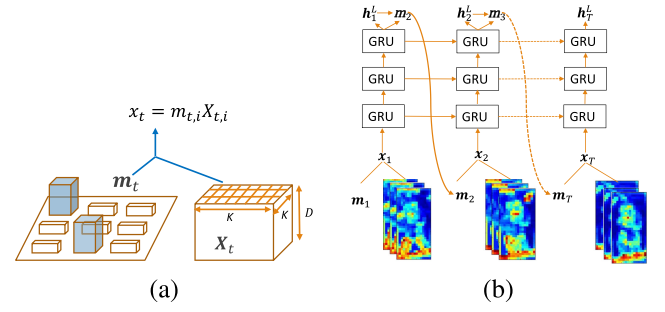 x_t = m_{t,i}X_{t,i}
m_t
K
K
D
X_t
(a)
h_1^L m_2 h_2^L m_3 h_T^L
GRU GRU GRU
GRU GRU GRU
GRU GRU GRU
x_1 x_2 x_T
m_1 m_2 m_T
(b)